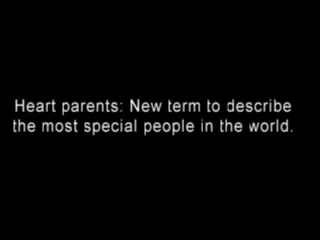 Heart parents: New term to describe
the most special people in the world.